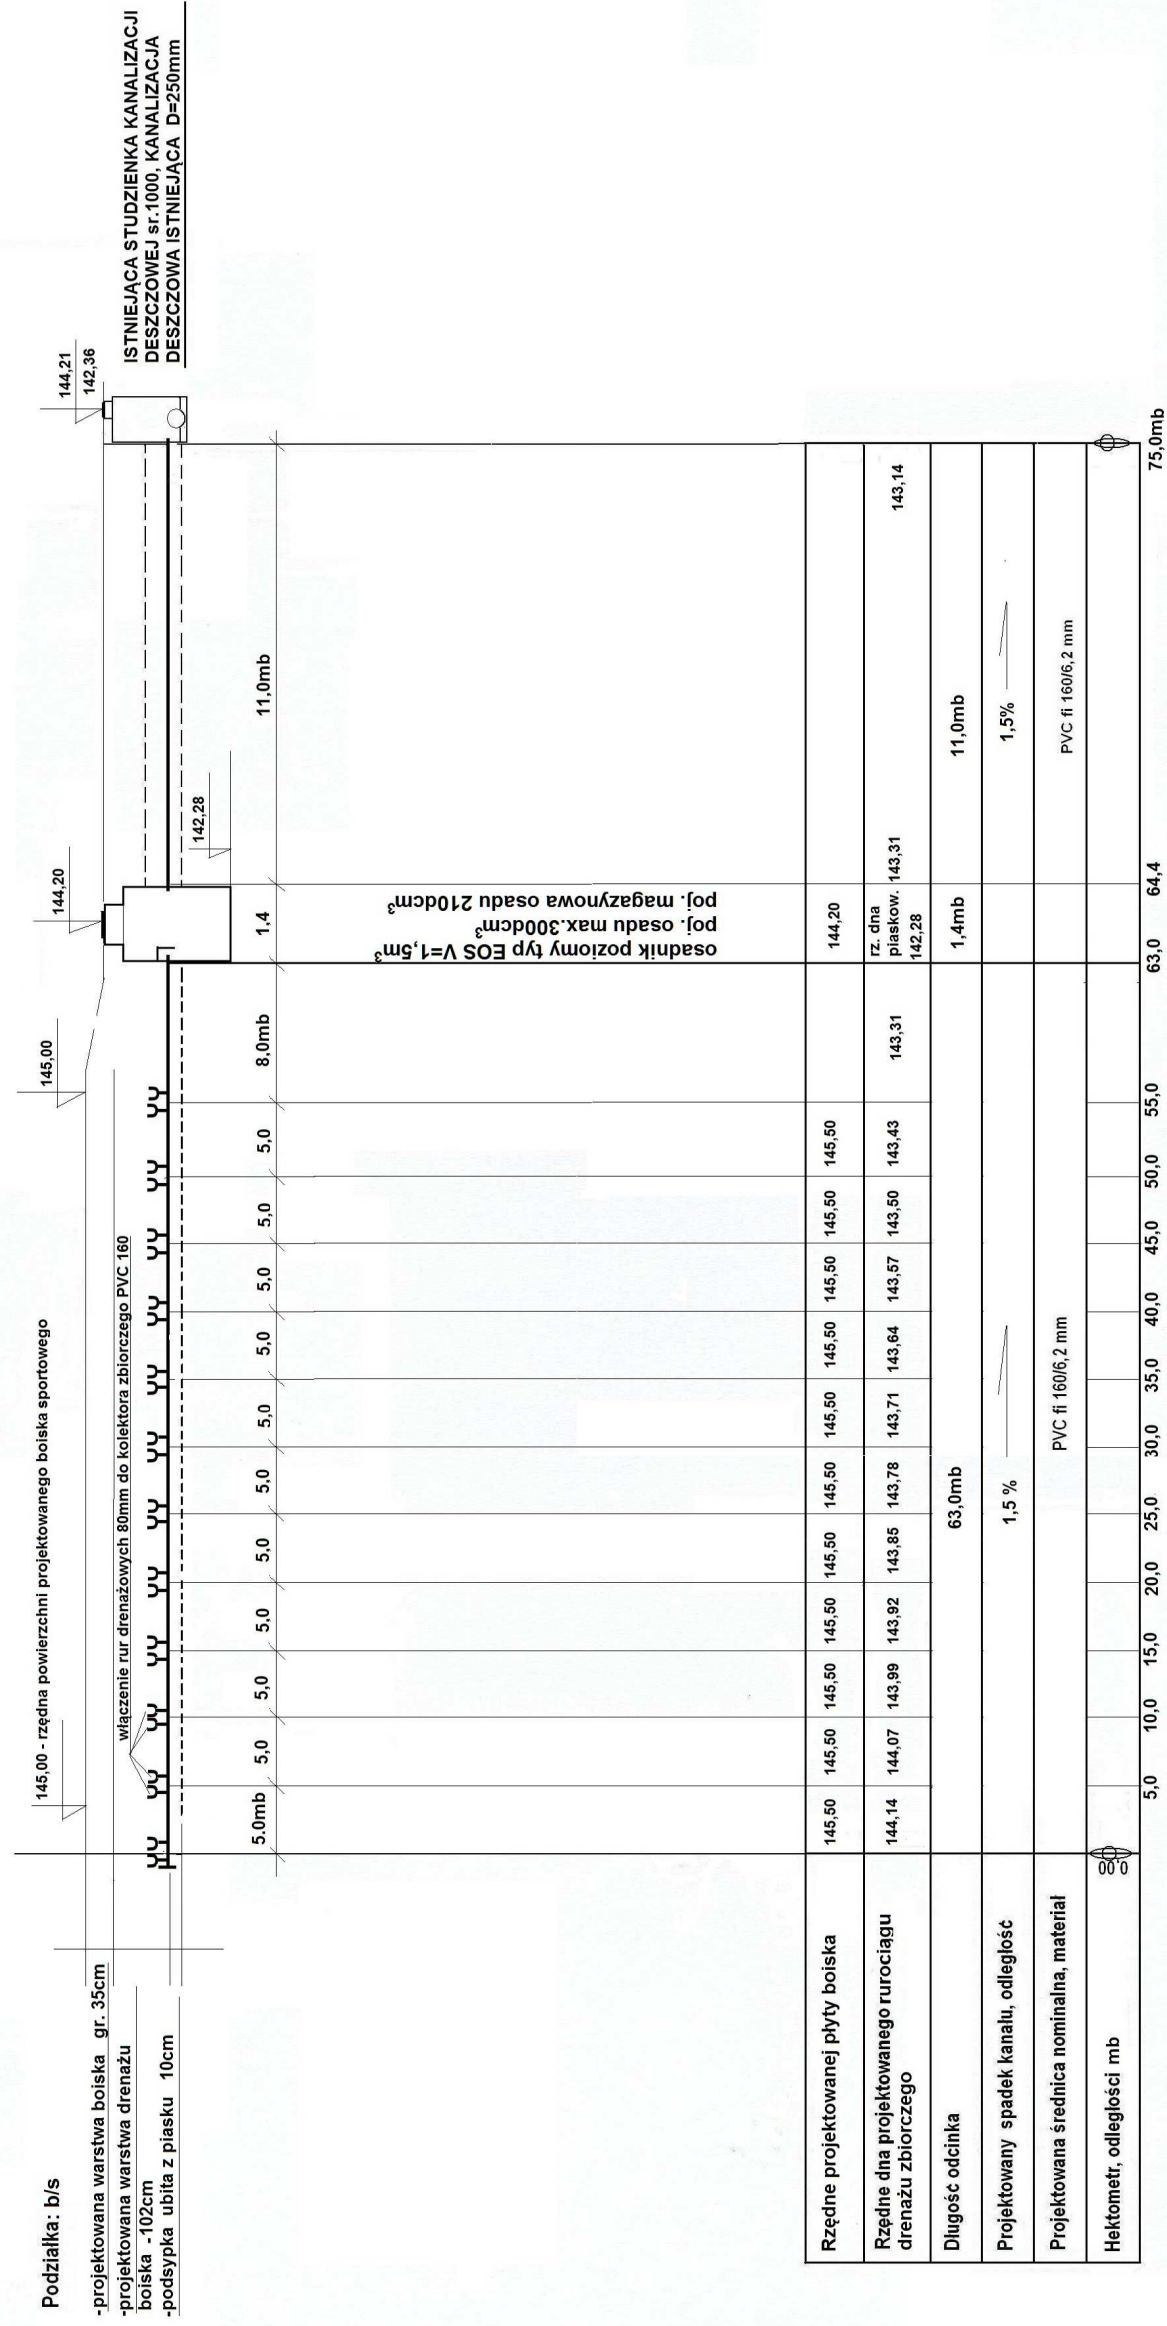 Podziałka: b/s
-projektowana warstwa boiska gr. 35cm
-projektowana warstwa drenażu
boiska -102cm
-podsypka ubita z piasku 10cm
145,00 - rzędna powierzchni projektowanego boiska sportowego
włączenie rur drenażowych 80mm do kolektora zbiorczego PVC 160
145,00
144,20
142,28
144,21
142,36
ISTNIEJĄCA STUDZIENKA KANALIZACJI
DESZCZOWEJ sr.1000, KANALIZACJA
DESZCZOWA ISTNIEJĄCA D=250mm
5.0mb 5,0 5,0 5,0 5,0 5,0 5,0 5,0 5,0 5,0 5,0 8,0mb 1,4 11,0mb
osadnik poziomy typ EOS V=1,5m³
poj. osadu max.300dcm³
poj. magazynowa osadu 210dcm³
Rzędne projektowanej płyty boiska 145,50 145,50 145,50 145,50 145,50 145,50 145,50 145,50 145,50 145,50 145,50 144,20
Rzędne dna projektowanego rurociągu
drenażu zbiorczego
144,14 144,07 143,99 143,92 143,85 143,78 143,71 143,64 143,57 143,50 143,43 143,31
rz. dna
piaskow.
142,28
143,31 143,14
Długość odcinka 63,0mb 1,4mb 11,0mb
Projektowany spadek kanału, odległość 1,5 % 1,5%
Projektowana średnica nominalna, materiał PVC fi 160/6,2 mm PVC fi 160/6,2 mm
Hektometr, odległości mb
0.00
5,0 10,0 15,0 20,0 25,0 30,0 35,0 40,0 45,0 50,0 55,0 63,0 64,4 75,0mb